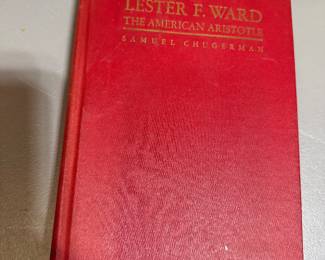 LESTER F. WARD
THE AMERICAN ARISTOTLE
SAMUEL CHUGERMAN